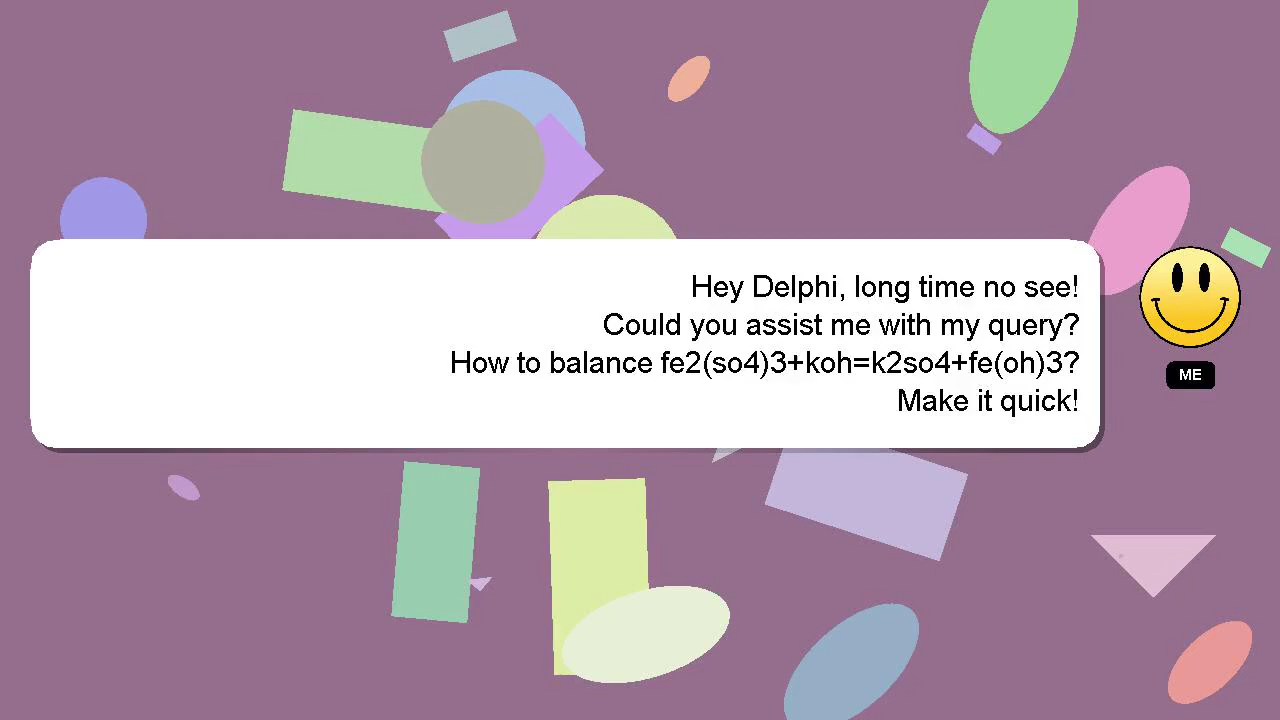 Hey Delphi, long time no see!
Could you assist me with my query?
How to balance fe2(so4)3+koh=k2so4+fe(oh)3?
Make it quick!
ME